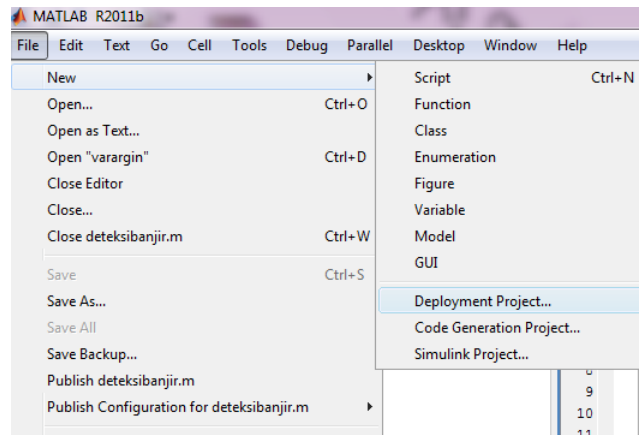 MATLAB R2011b
File Edit Text Go Cell Tools Debug Parallel Desktop Window Help
New
Open... Ctrl+O
Open as Text...
Open "varargin" Ctrl+D
Close Editor
Close...
Close deteksibanjir.m Ctrl+W
Save Ctrl+S
Save As...
Save All
Save Backup...
Publish deteksibanjir.m
Publish Configuration for deteksibanjir.m
Script Ctrl+N
Function
Class
Enumeration
Figure
Variable
Model
GUI
Deployment Project...
Code Generation Project...
Simulink Project...
9
10
11